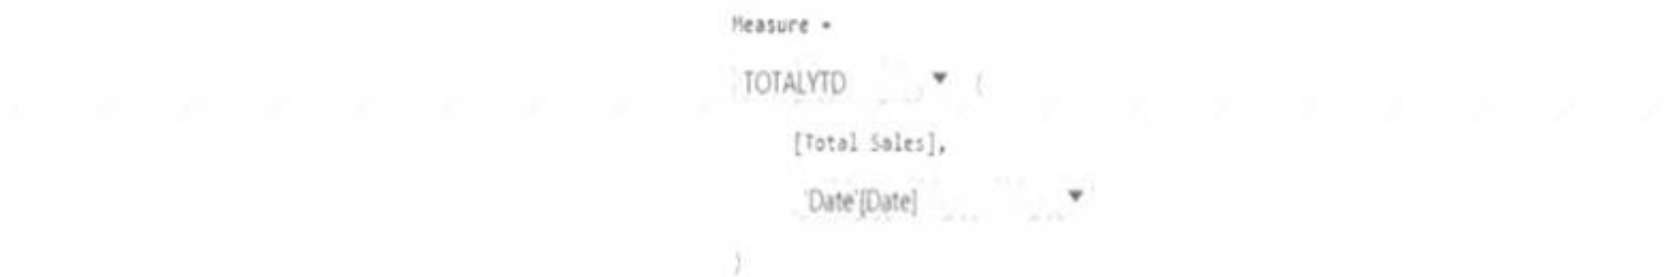 Measure =
TOTALYTD (
[Total Sales],
'Date'[Date]
)